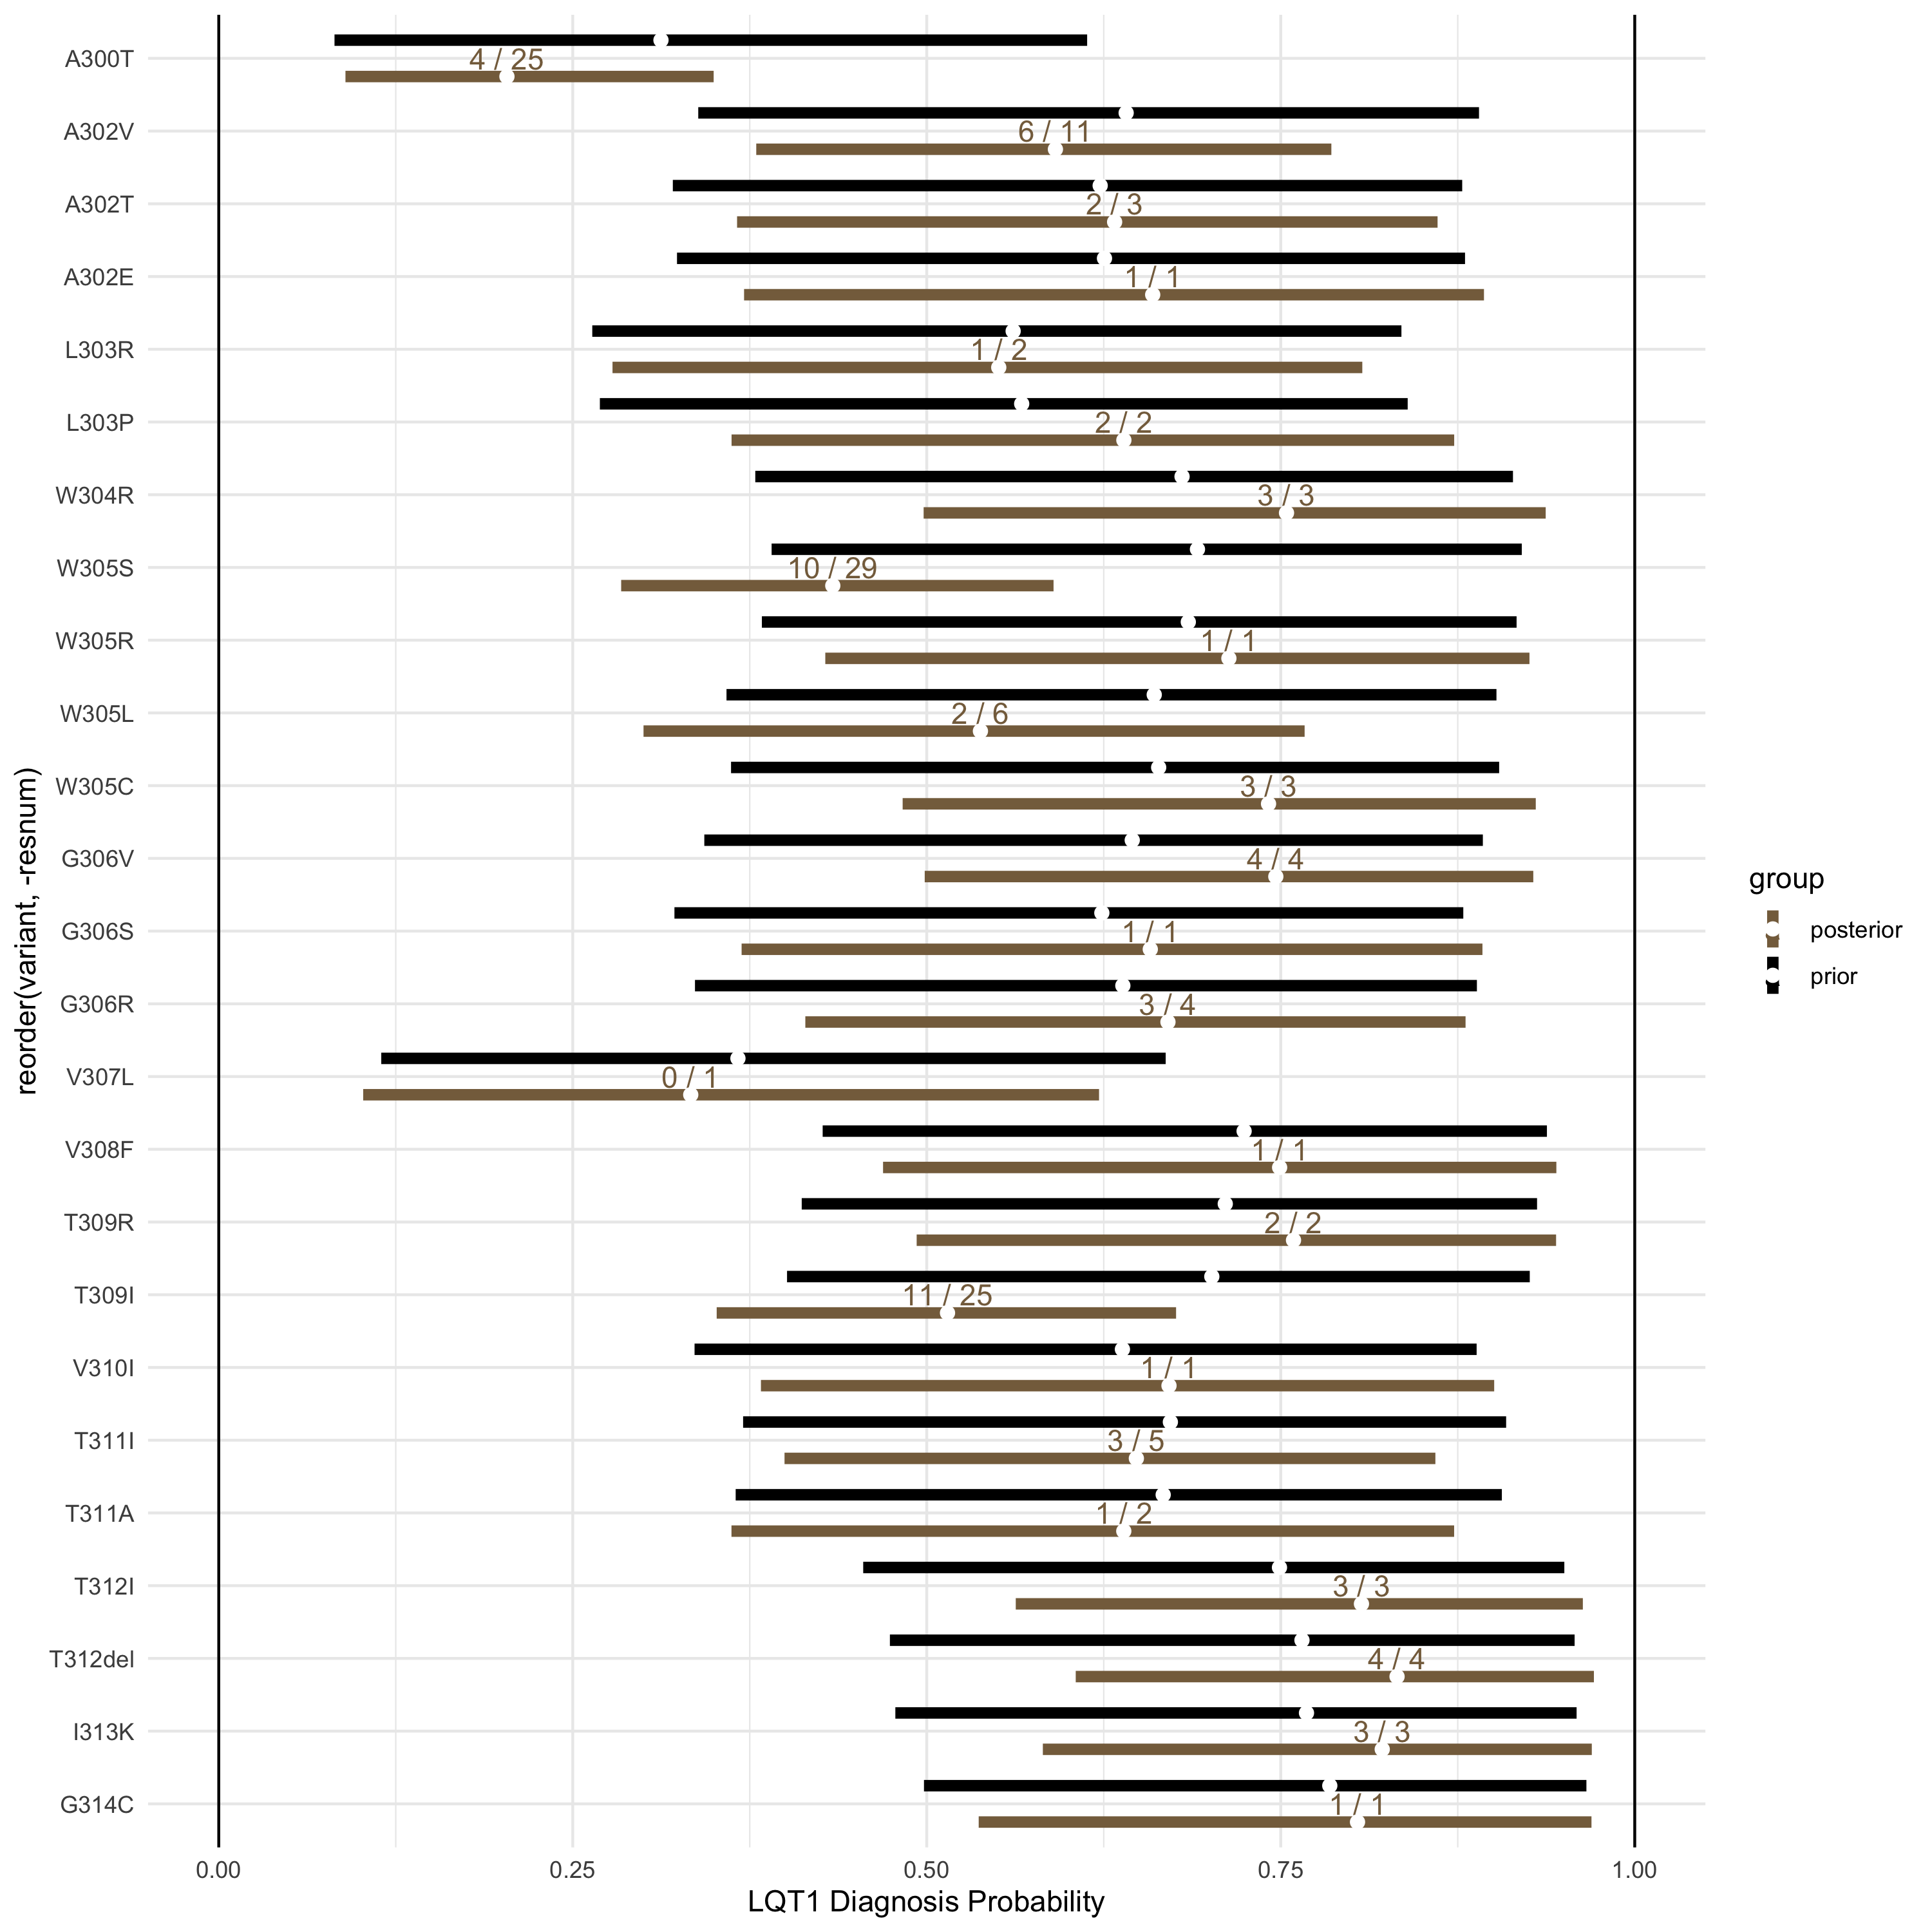 A300T
4 / 25
A302V
6 / 11
A302T
2 / 3
A302E
1 / 1
L303R
1 / 2
L303P
2 / 2
W304R
3 / 3
W305S
10 / 29
W305R
1 / 1
W305L
2 / 6
W305C
3 / 3
G306V
4 / 4
G306S
1 / 1
G306R
3 / 4
V307L
0 / 1
V308F
1 / 1
T309R
2 / 2
T309I
11 / 25
V310I
1 / 1
T311I
3 / 5
T311A
1 / 2
T312I
3 / 3
T312del
4 / 4
I313K
3 / 3
G314C
1 / 1
0.00
0.25
0.50
0.75
1.00
LQT1 Diagnosis Probability
reorder(variant, -resnum)
group
posterior
prior